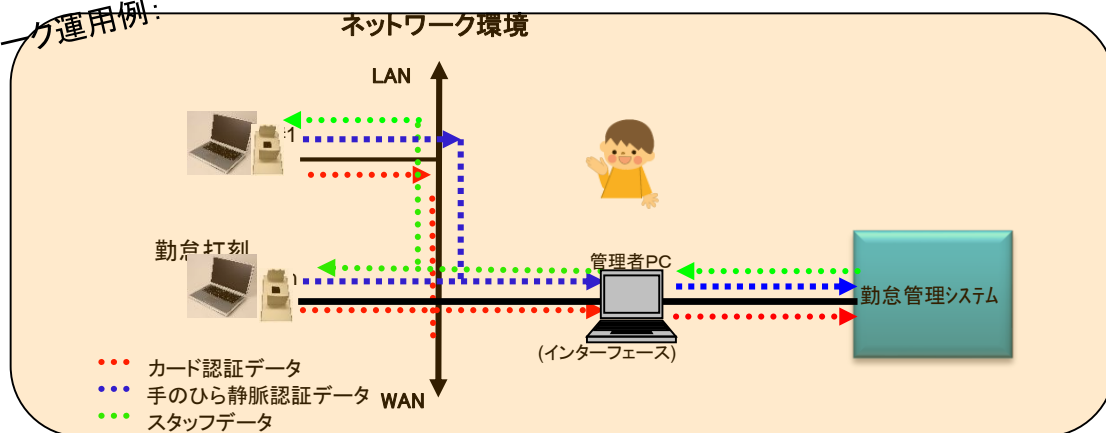 ーク運用例:
ネットワーク環境
LAN
勤怠打刻
管理者PC
勤怠管理システム
(インターフェース)
カード認証データ
手のひら静脈認証データ
WAN
スタッフデータ